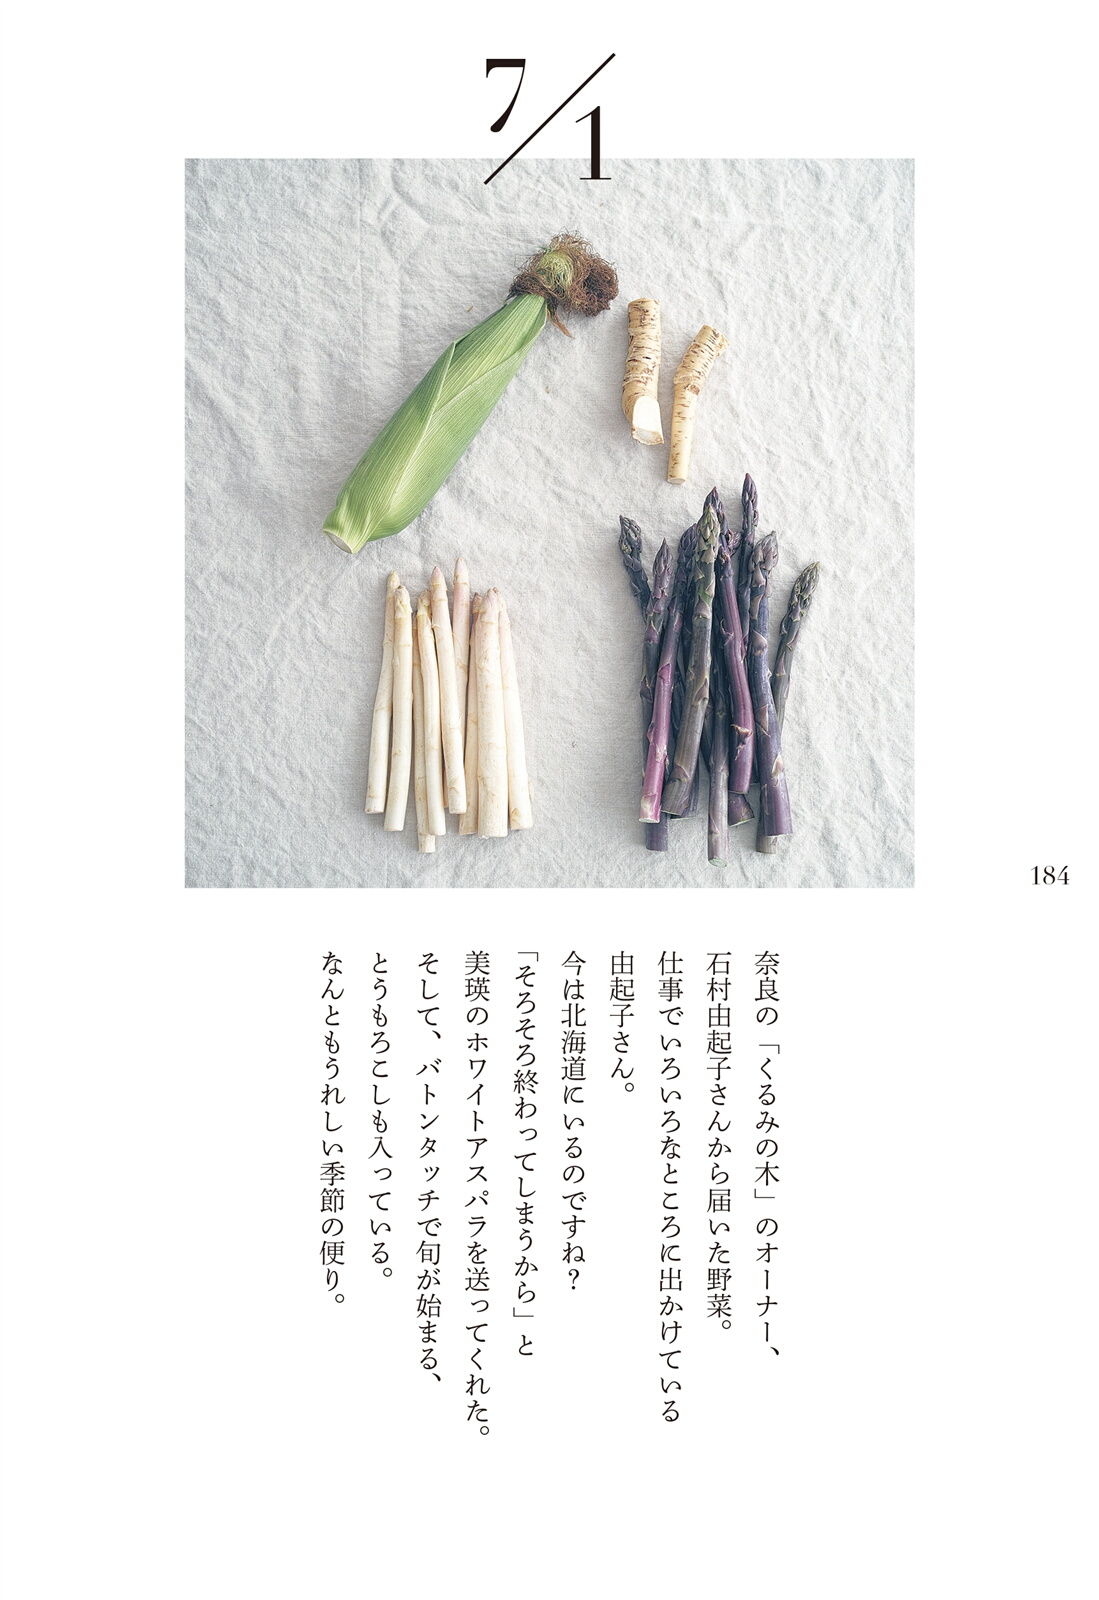 7/1
184
奈良の「くるみの木」のオーナー、
石村由起子さんから届いた野菜。
仕事でいろいろなところに出かけている
由起子さん。
今は北海道にいるのですね?
「そろそろ終わってしまうから」と
美瑛のホワイトアスパラを送ってくれた。
そして、バトンタッチで旬が始まる、
とうもろこしも入っている。
なんともうれしい季節の便り。